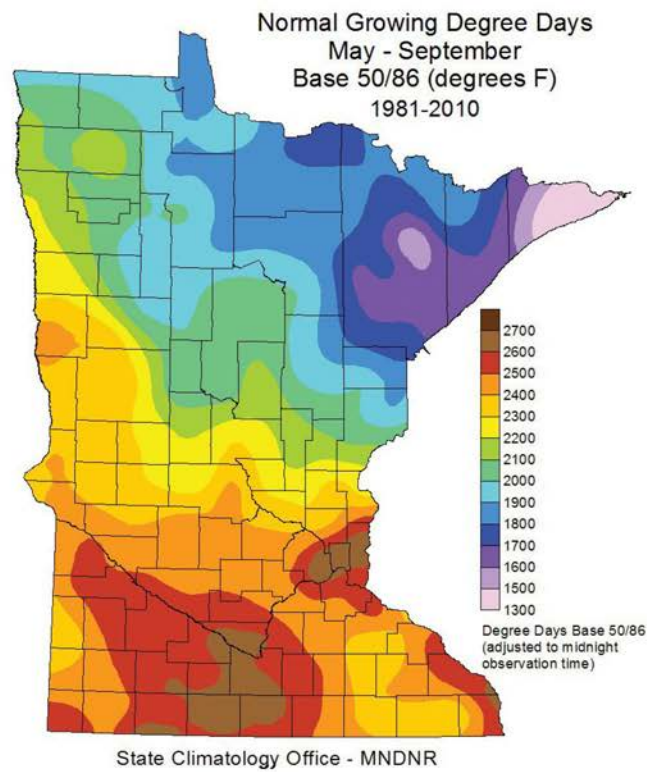 Normal Growing Degree Days
May - September
Base 50/86 (degrees F)
1981-2010
2700
2600
2500
2400
2300
2200
2100
2000
1900
1800
1700
1600
1500
1300
Degree Days Base 50/86
(adjusted to midnight
observation time)
State Climatology Office - MNDNR